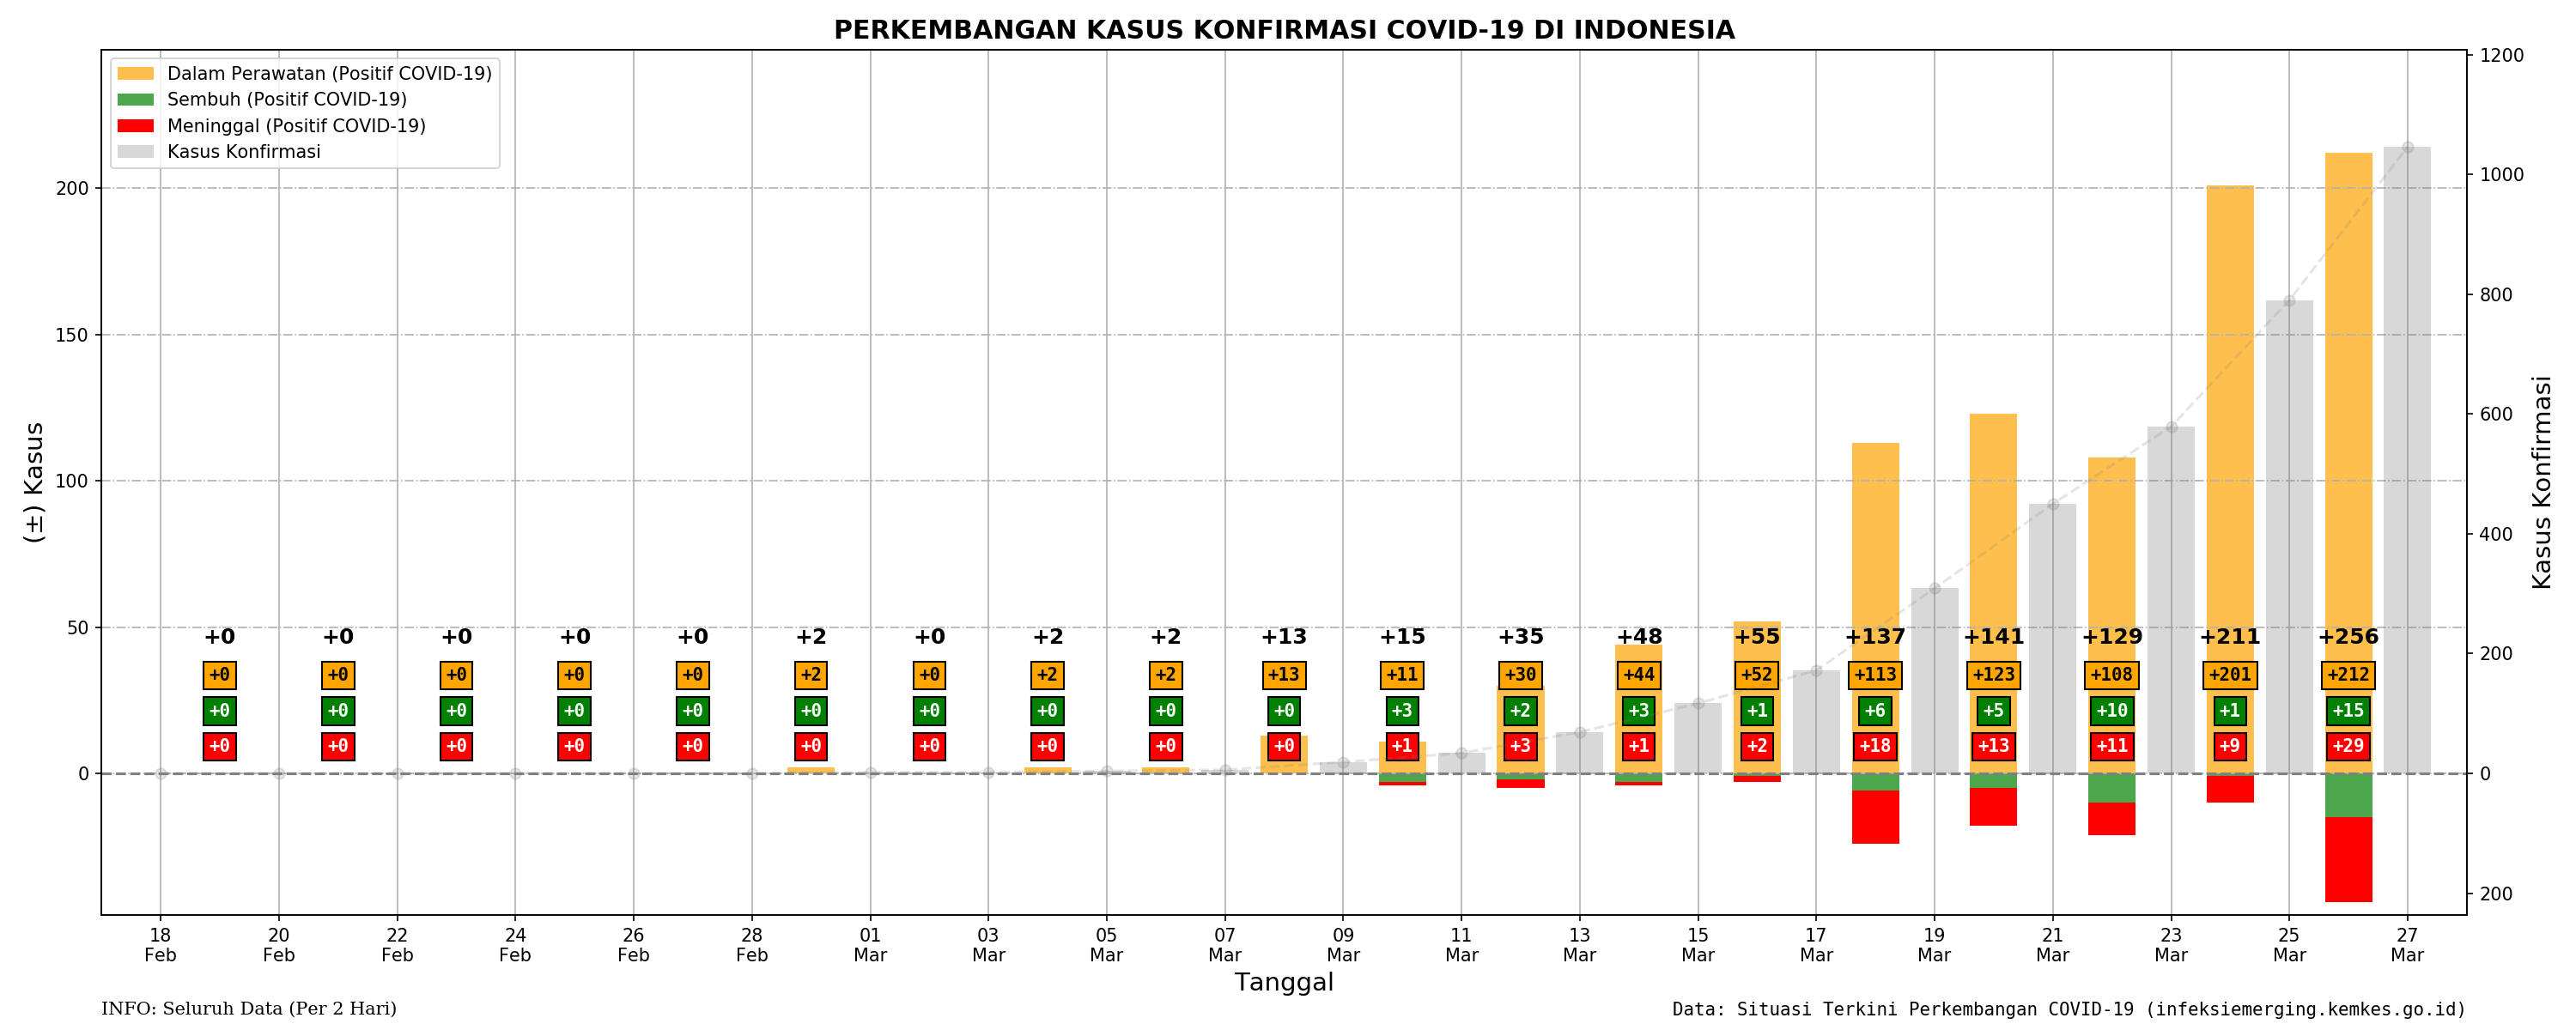 PERKEMBANGAN KASUS KONFIRMASI COVID-19 DI INDONESIA
Dalam Perawatan (Positif COVID-19)
Sembuh (Positif COVID-19)
Meninggal (Positif COVID-19)
Kasus Konfirmasi
(±) Kasus
200
150
100
50
0
Kasus Konfirmasi
1200
1000
800
600
400
200
0
200
+0 +0 +0 +0 +0 +2 +0 +2 +2 +13 +15 +35 +48 +55 +137 +141 +129 +211 +256
+0 +0 +0 +0 +0 +2 +0 +2 +2 +13 +11 +30 +44 +52 +113 +123 +108 +201 +212
+0 +0 +0 +0 +0 +0 +0 +0 +0 +0 +3 +2 +3 +1 +6 +5 +10 +1 +15
+0 +0 +0 +0 +0 +0 +0 +0 +0 +0 +1 +3 +1 +2 +18 +13 +11 +9 +29
18 20 22 24 26 28 01 03 05 07 09 11 13 15 17 19 21 23 25 27
Feb Feb Feb Feb Feb Feb Mar Mar Mar Mar Mar Mar Mar Mar Mar Mar Mar Mar Mar Mar
Tanggal
INFO: Seluruh Data (Per 2 Hari)
Data: Situasi Terkini Perkembangan COVID-19 (infeksiemerging.kemkes.go.id)